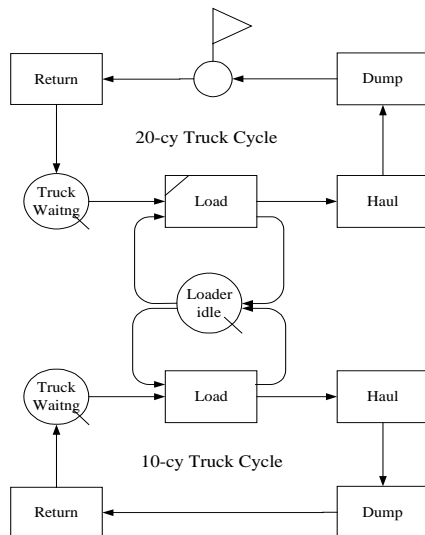 Return
Dump
20-cy Truck Cycle
Truck
Waitng
Load
Haul
Loader
idle
Truck
Waitng
Load
Haul
10-cy Truck Cycle
Return
Dump